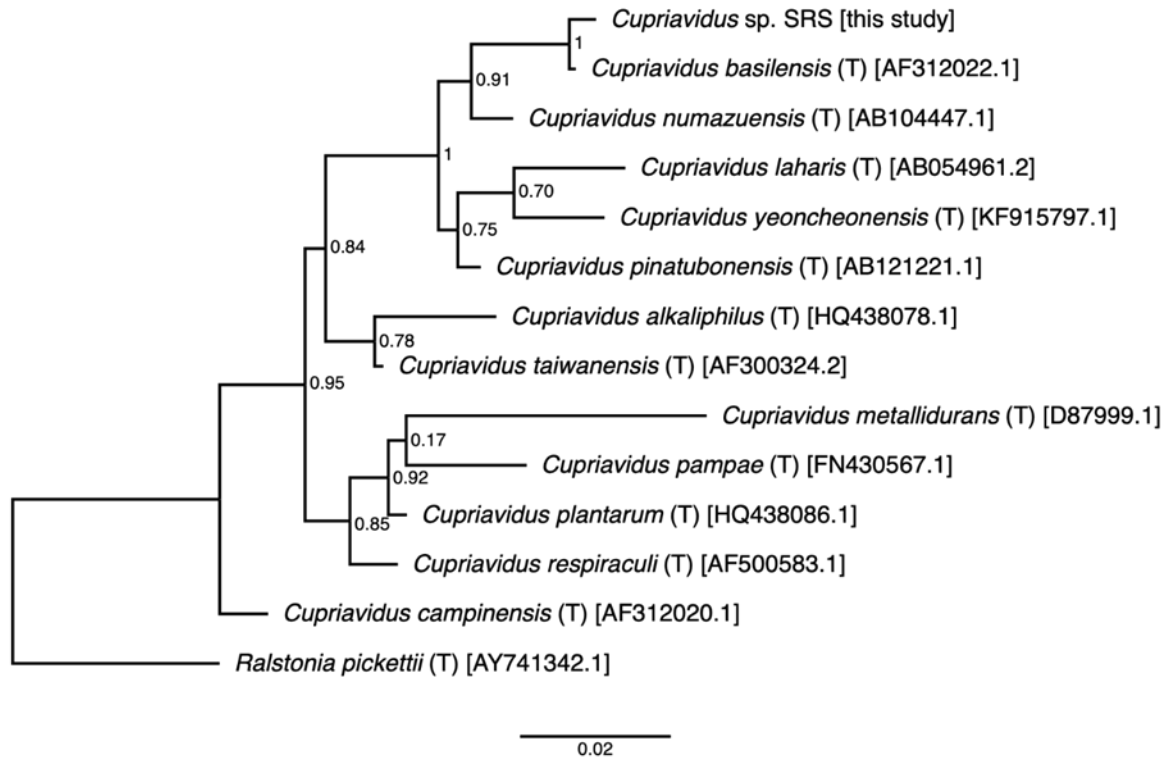 Cupriavidus sp. SRS [this study]
1
Cupriavidus basilensis (T) [AF312022.1]
0.91
Cupriavidus numazuensis (T) [AB104447.1]
1
Cupriavidus laharis (T) [AB054961.2]
0.70
Cupriavidus yeoncheonensis (T) [KF915797.1]
0.75
Cupriavidus pinatubonensis (T) [AB121221.1]
0.84
Cupriavidus alkaliphilus (T) [HQ438078.1]
0.78
Cupriavidus taiwanensis (T) [AF300324.2]
0.95
Cupriavidus metallidurans (T) [D87999.1]
0.17
Cupriavidus pampae (T) [FN430567.1]
0.92
Cupriavidus plantarum (T) [HQ438086.1]
0.85
Cupriavidus respiraculi (T) [AF500583.1]
Cupriavidus campinensis (T) [AF312020.1]
Ralstonia pickettii (T) [AY741342.1]
0.02